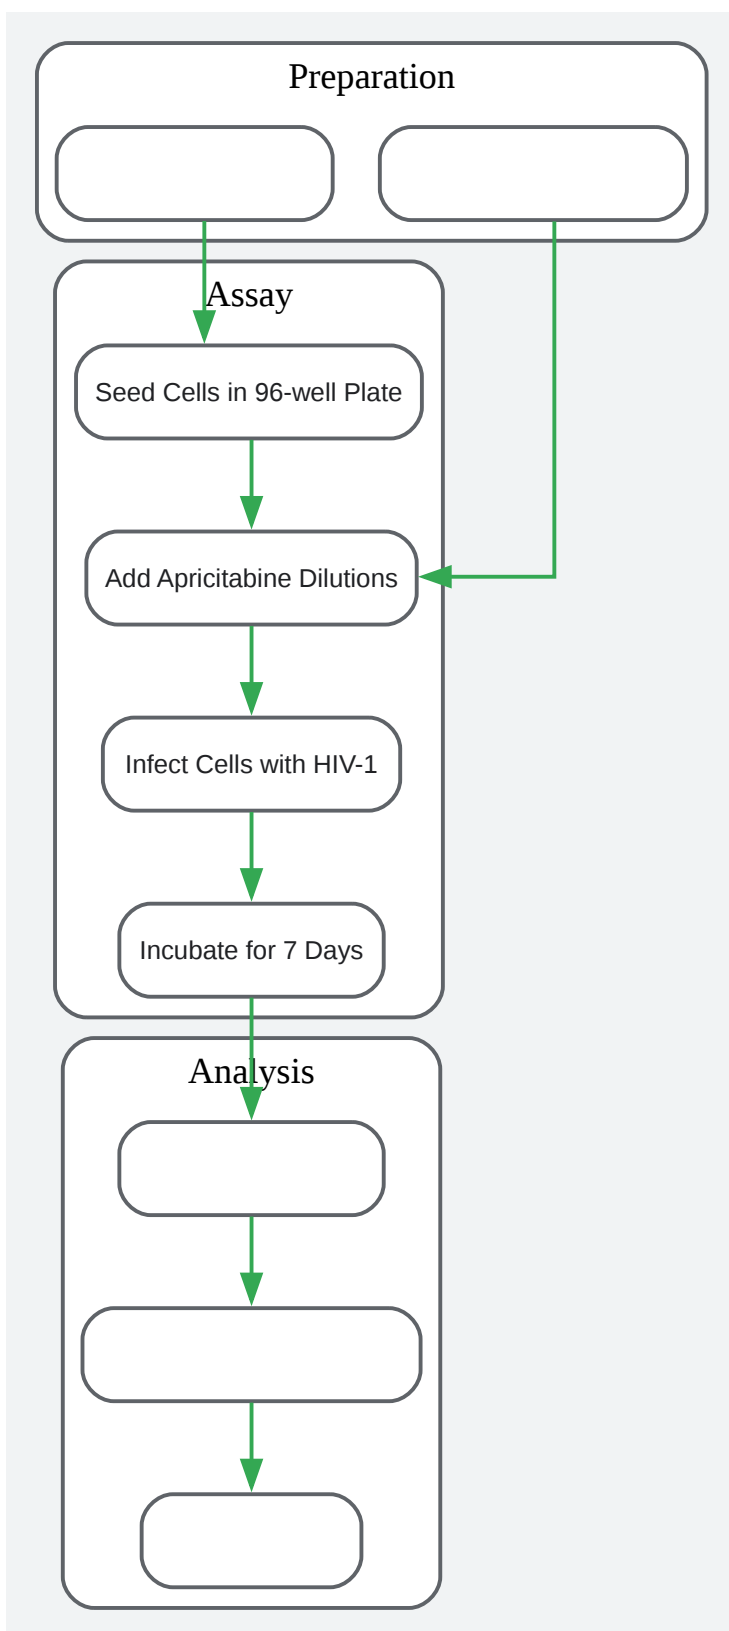 Preparation
Assay
Seed Cells in 96-well Plate
Add Apricitabine Dilutions
Infect Cells with HIV-1
Incubate for 7 Days
Analysis